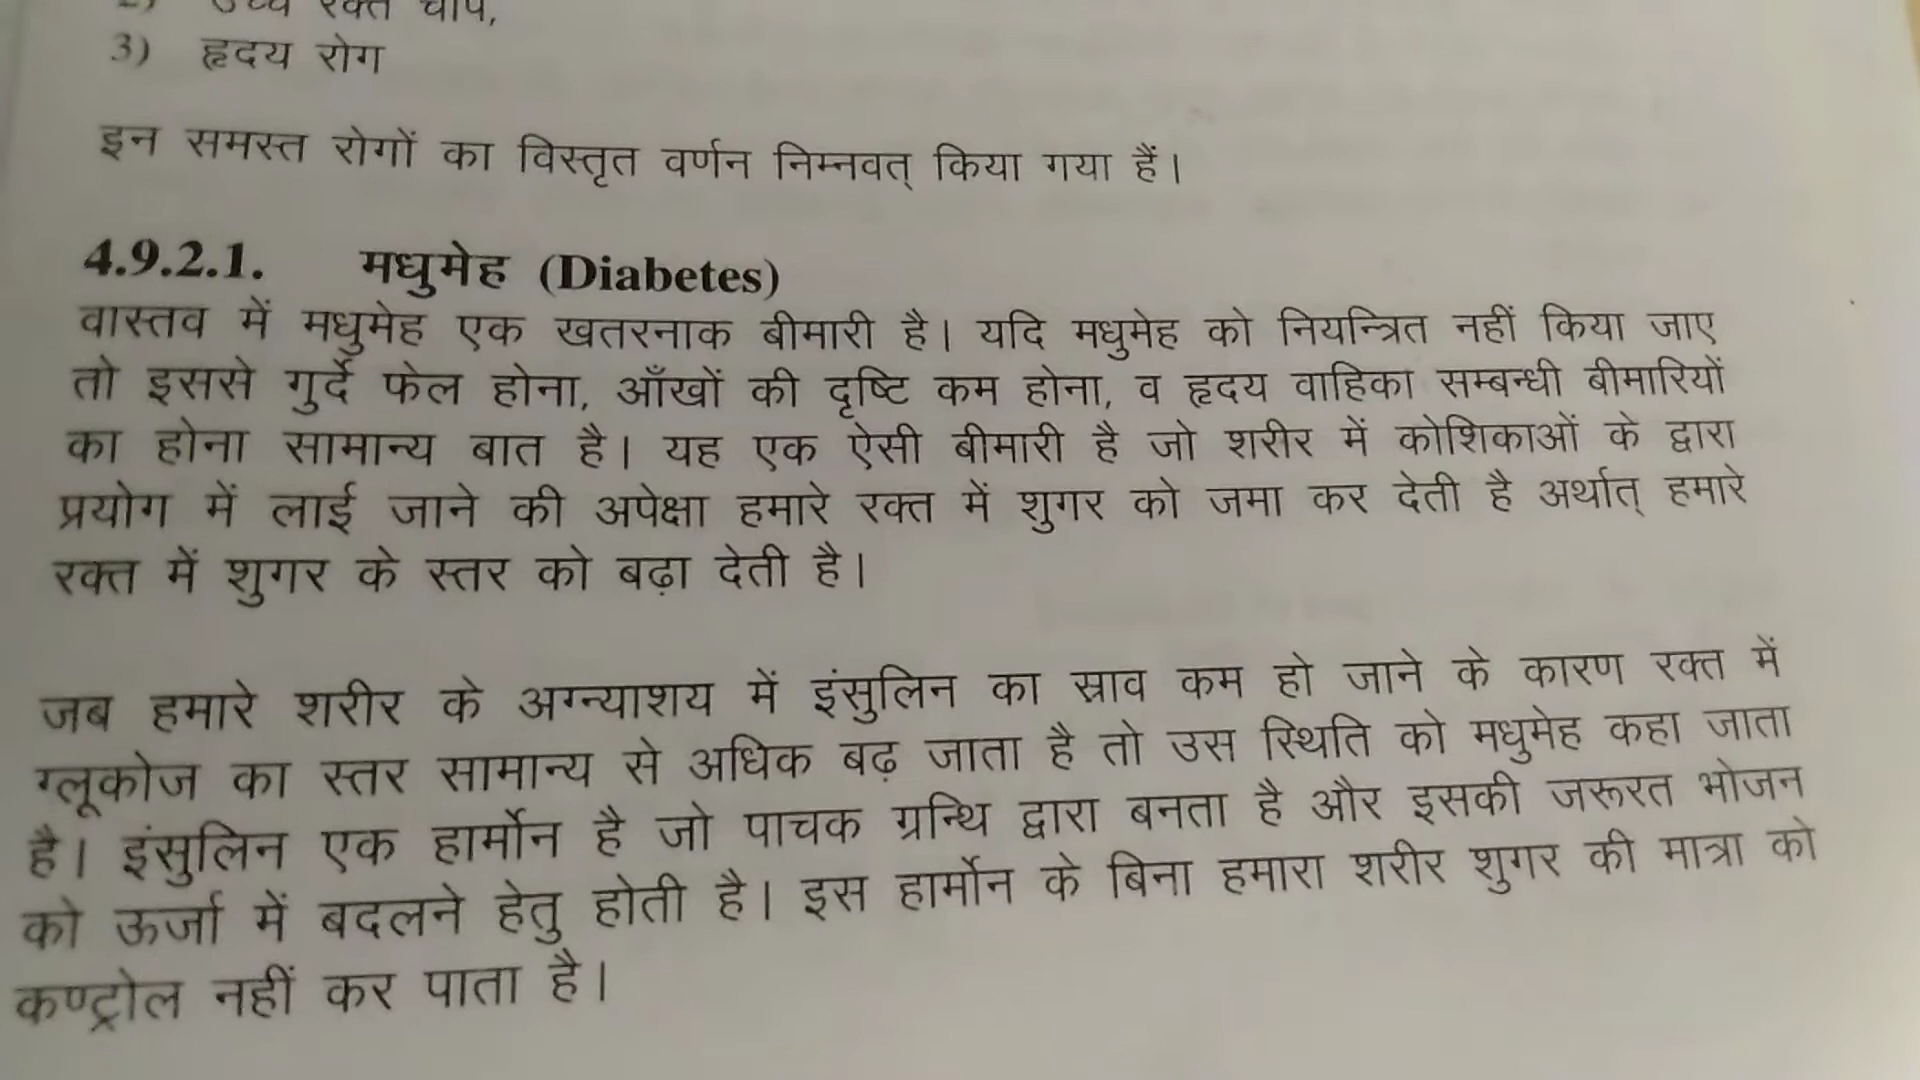 2) उच्च रक्त चाप,
3) हृदय रोग
इन समस्त रोगों का विस्तृत वर्णन निम्नवत् किया गया हैं।
4.9.2.1. मधुमेह (Diabetes)
वास्तव में मधुमेह एक खतरनाक बीमारी है। यदि मधुमेह को नियन्त्रित नहीं किया जाए
तो इससे गुर्दे फेल होना, आँखों की दृष्टि कम होना, व हृदय वाहिका सम्बन्धी बीमारियों
का होना सामान्य बात है। यह एक ऐसी बीमारी है जो शरीर में कोशिकाओं के द्वारा
प्रयोग में लाई जाने की अपेक्षा हमारे रक्त में शुगर को जमा कर देती है अर्थात् हमारे
रक्त में शुगर के स्तर को बढ़ा देती है।
जब हमारे शरीर के अग्न्याशय में इंसुलिन का स्राव कम हो जाने के कारण रक्त में
ग्लूकोज का स्तर सामान्य से अधिक बढ़ जाता है तो उस स्थिति को मधुमेह कहा जाता
है। इंसुलिन एक हार्मोन है जो पाचक ग्रन्थि द्वारा बनता है और इसकी जरूरत भोजन
को ऊर्जा में बदलने हेतु होती है। इस हार्मोन के बिना हमारा शरीर शुगर की मात्रा को
कण्ट्रोल नहीं कर पाता है।